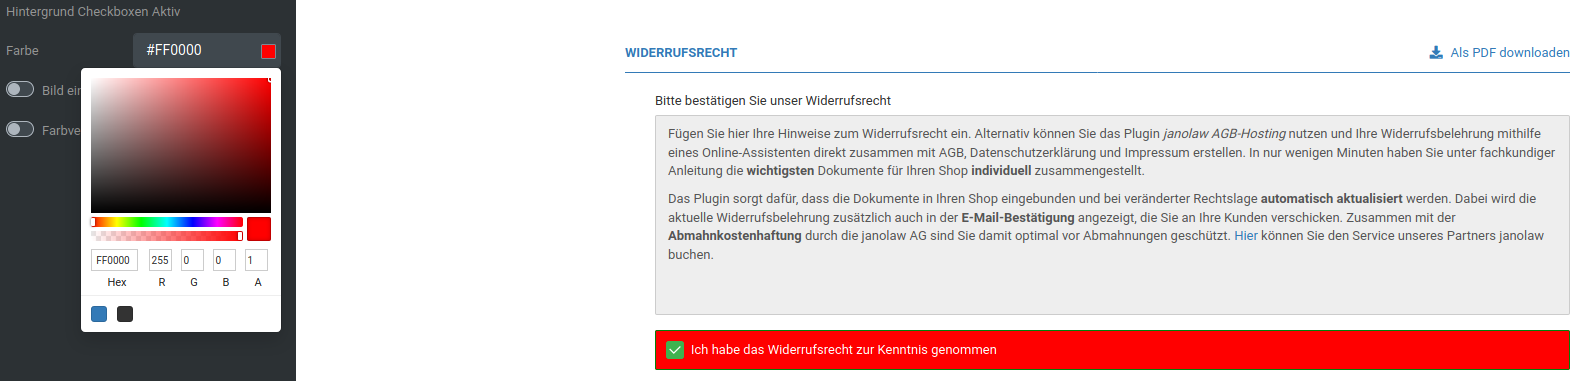 Hintergrund Checkboxen Aktiv
Farbe
#FF0000
Bild ei
Farbve
FF0000
255
0
0
1
Hex
R
G
B
A
WIDERRUFSRECHT
Als PDF downloaden
Bitte bestätigen Sie unser Widerrufsrecht
Fügen Sie hier Ihre Hinweise zum Widerrufsrecht ein. Alternativ können Sie das Plugin janolaw AGB-Hosting nutzen und Ihre Widerrufsbelehrung mithilfe
eines Online-Assistenten direkt zusammen mit AGB, Datenschutzerklärung und Impressum erstellen. In nur wenigen Minuten haben Sie unter fachkundiger
Anleitung die wichtigsten Dokumente für Ihren Shop individuell zusammengestellt.
Das Plugin sorgt dafür, dass die Dokumente in Ihren Shop eingebunden und bei veränderter Rechtslage automatisch aktualisiert werden. Dabei wird die
aktuelle Widerrufsbelehrung zusätzlich auch in der E-Mail-Bestätigung angezeigt, die Sie an Ihre Kunden verschicken. Zusammen mit der
Abmahnkostenhaftung durch die janolaw AG sind Sie damit optimal vor Abmahnungen geschützt. Hier können Sie den Service unseres Partners janolaw
buchen.
Ich habe das Widerrufsrecht zur Kenntnis genommen